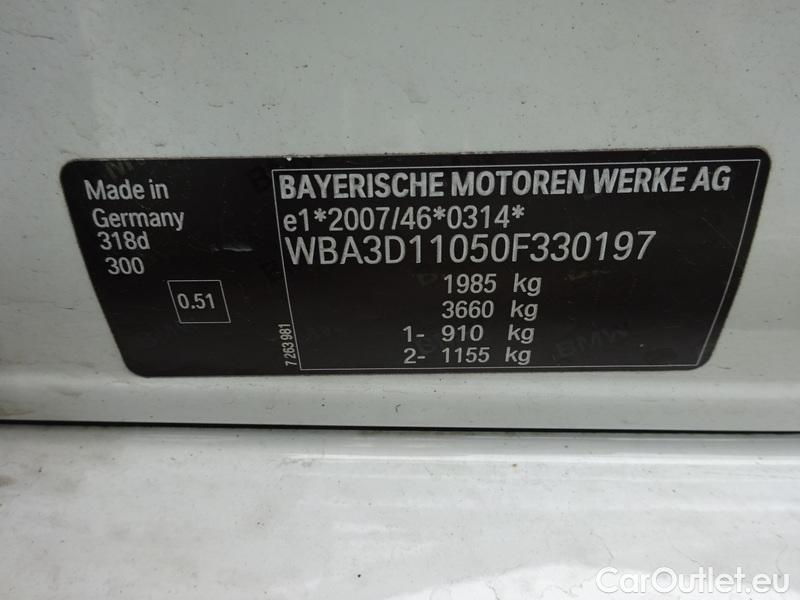 Made in
Germany
318d
300
0.51
BAYERISCHE MOTOREN WERKE AG
e1*2007/46*0314*
WBA3D11050F330197
1985 kg
3660 kg
1- 910 kg
2- 1155 kg
7 263 981
BMW
CarOutlet.eu